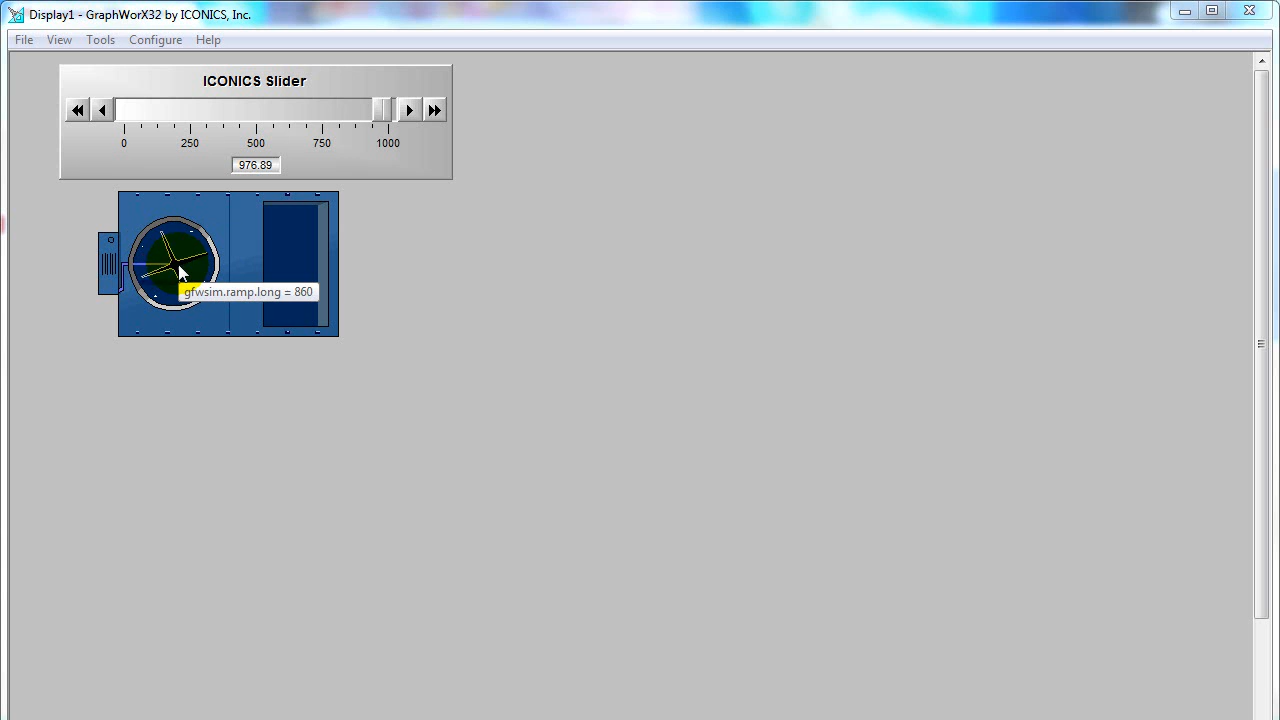 Display1 - GraphWorX32 by ICONICS, Inc.
File View Tools Configure Help
ICONICS Slider
0 250 500 750 1000
976.89
gfwsim.ramp.long = 860